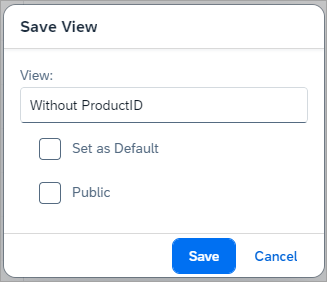 Save View
View:
Without ProductID
Set as Default
Public
Save Cancel